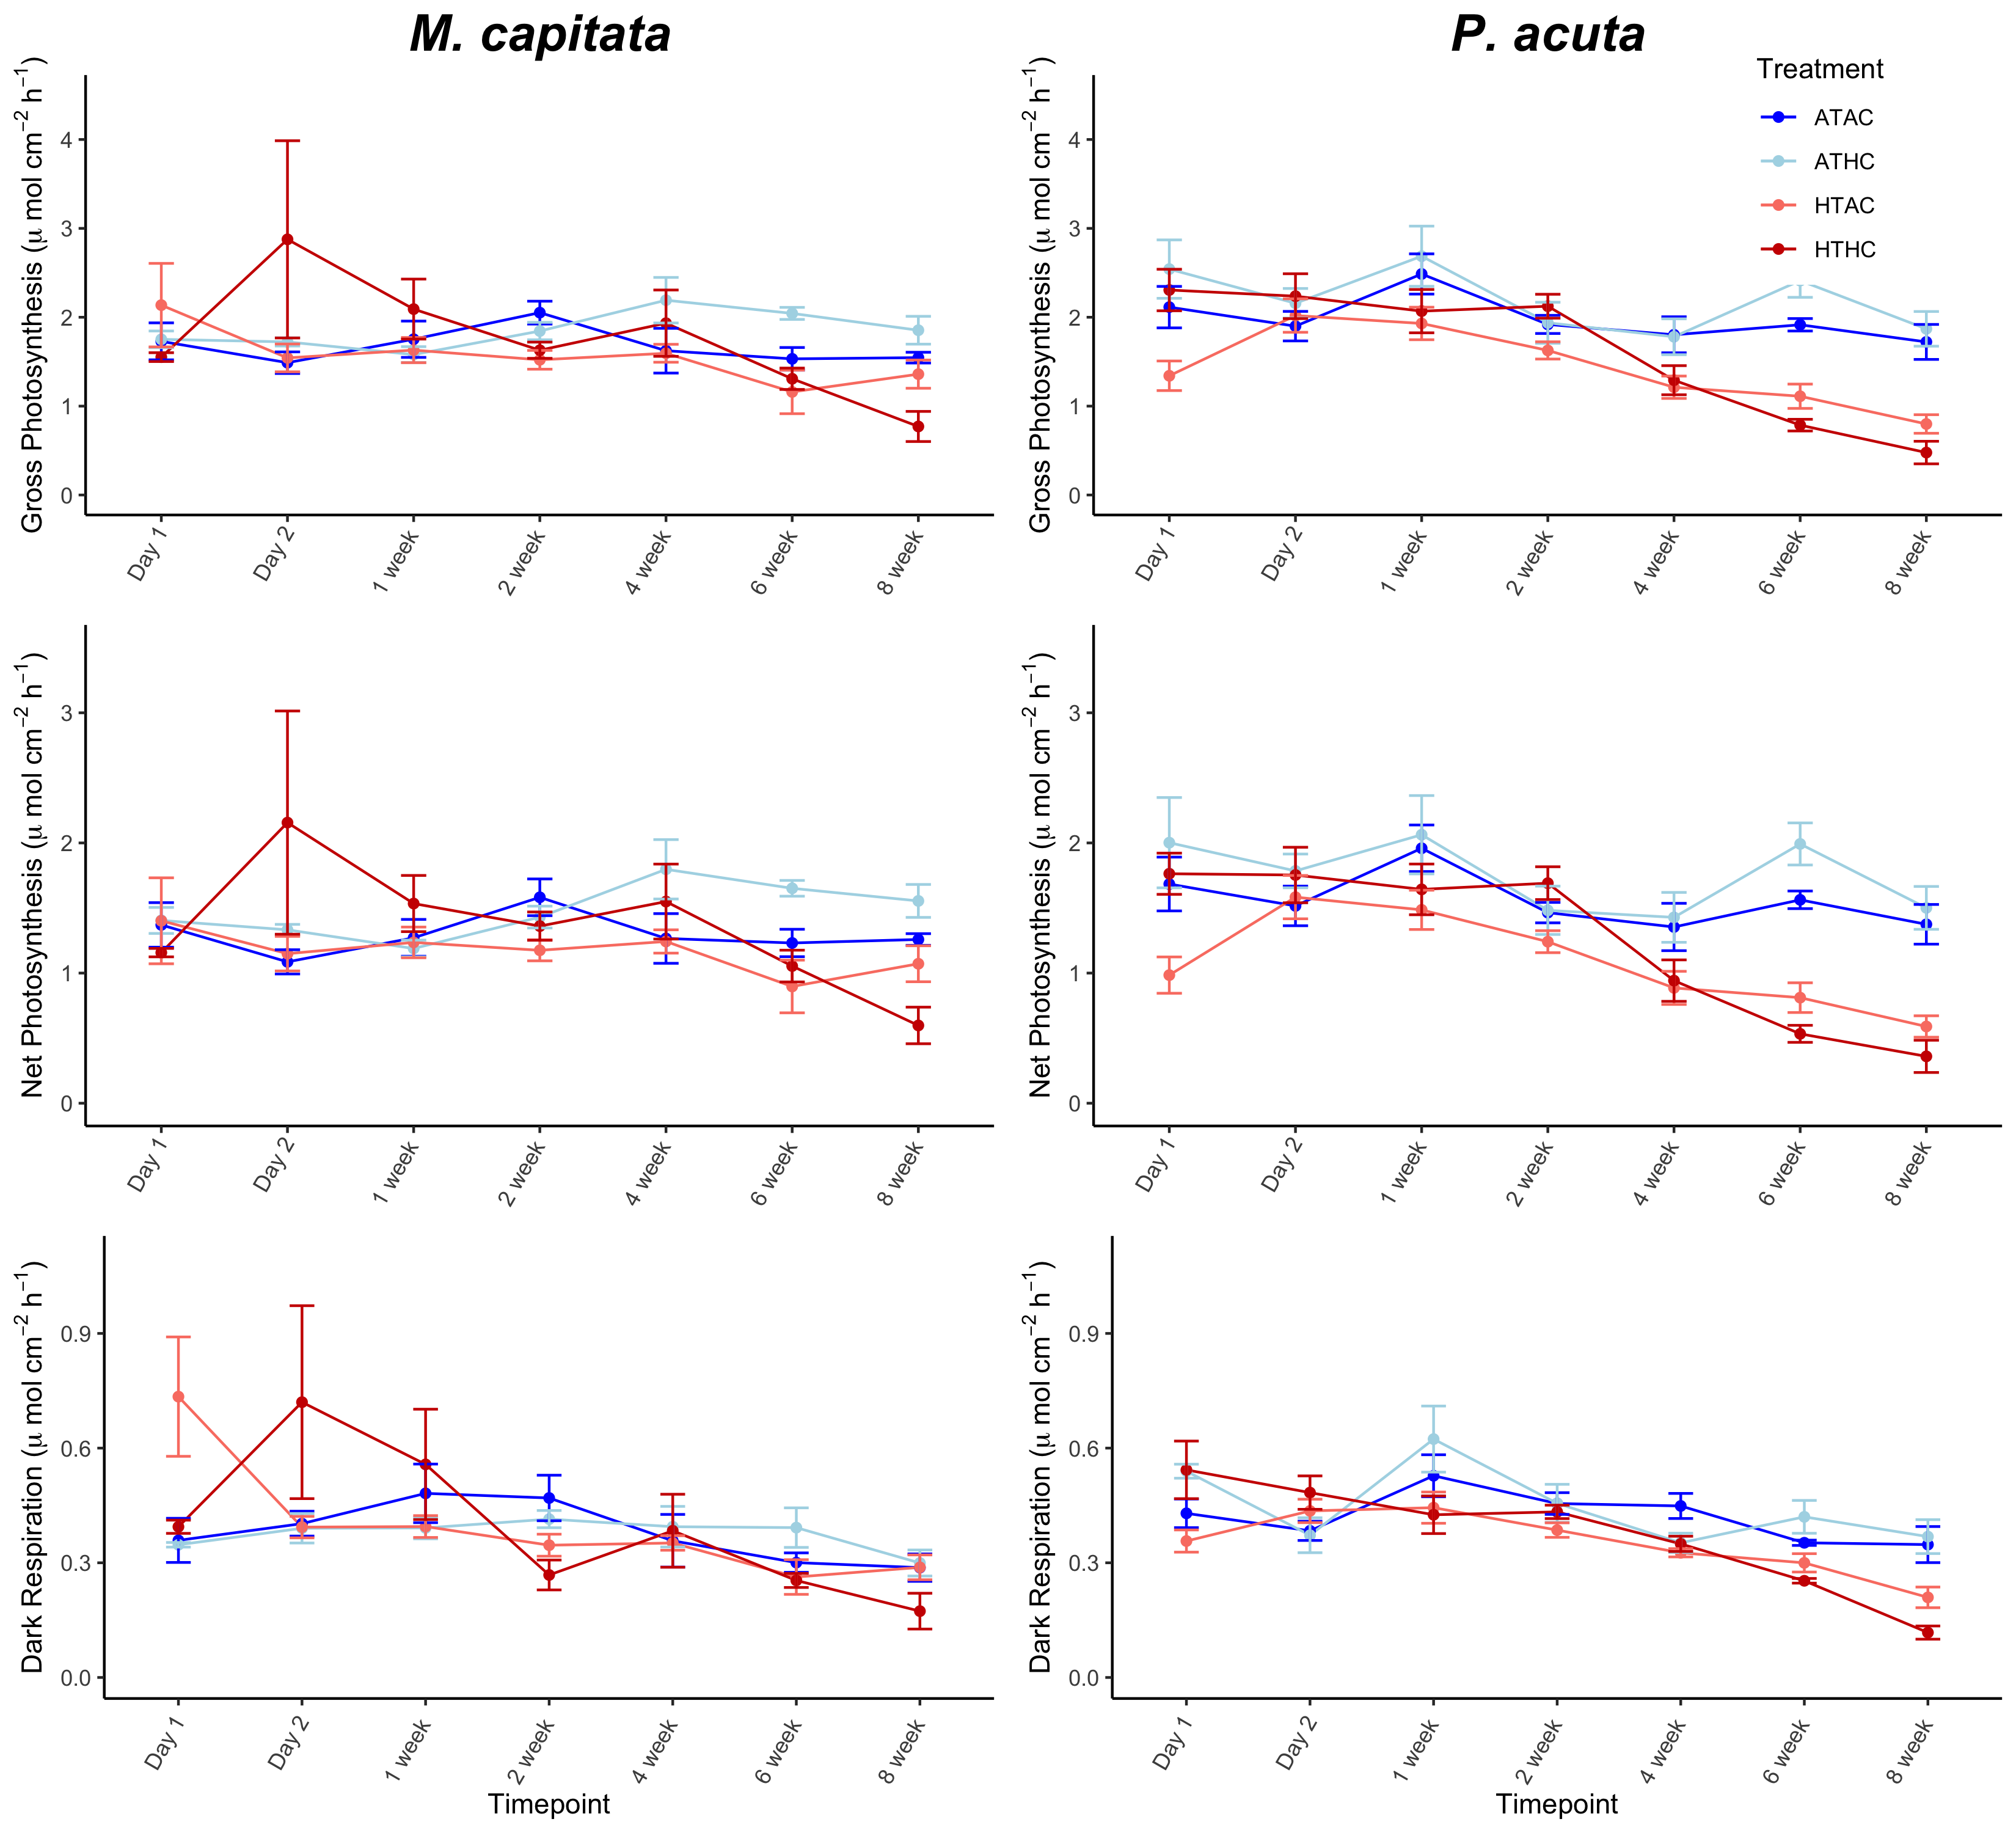 M. capitata
P. acuta
Gross Photosynthesis (μ mol cm−2 h−1)
4
3
2
1
0
Day 1
Day 2
1 week
2 week
4 week
6 week
8 week
Gross Photosynthesis (μ mol cm−2 h−1)
4
3
2
1
0
Day 1
Day 2
1 week
2 week
4 week
6 week
8 week
Treatment
ATAC
ATHC
HTAC
HTHC
Net Photosynthesis (μ mol cm−2 h−1)
3
2
1
0
Day 1
Day 2
1 week
2 week
4 week
6 week
8 week
Net Photosynthesis (μ mol cm−2 h−1)
3
2
1
0
Day 1
Day 2
1 week
2 week
4 week
6 week
8 week
Dark Respiration (μ mol cm−2 h−1)
0.9
0.6
0.3
0.0
Day 1
Day 2
1 week
2 week
4 week
6 week
8 week
Timepoint
Dark Respiration (μ mol cm−2 h−1)
0.9
0.6
0.3
0.0
Day 1
Day 2
1 week
2 week
4 week
6 week
8 week
Timepoint